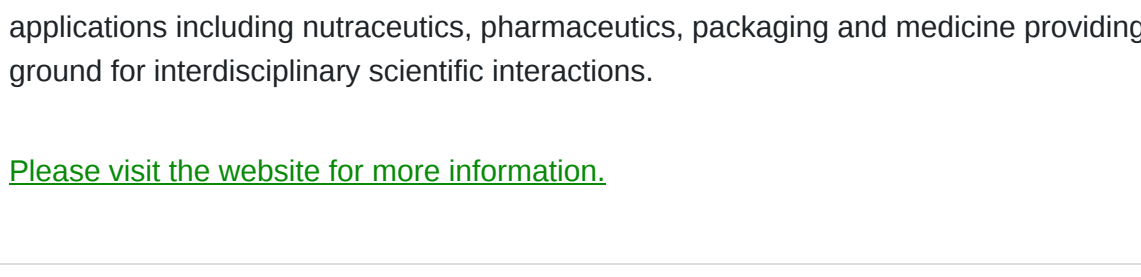 applications including nutraceutics, pharmaceutics, packaging and medicine providing
ground for interdisciplinary scientific interactions.
Please visit the website for more information.